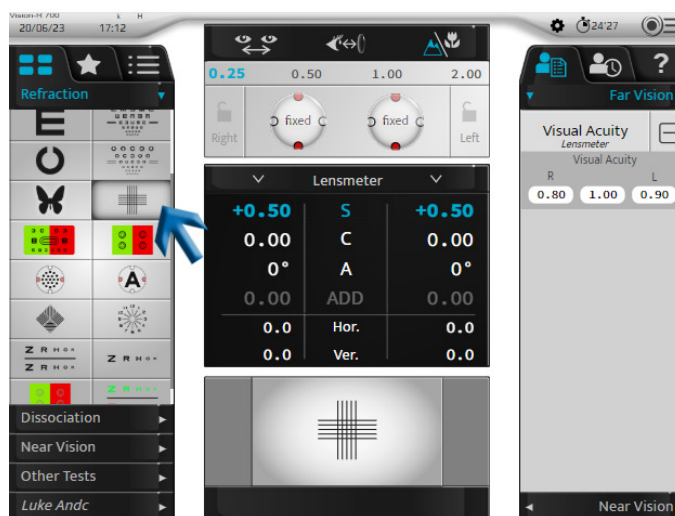 Vision-R 700
20/06/23 17:12
24'27
?
Refraction
Far Vision
0.25 0.50 1.00 2.00
Right fixed fixed Left
Visual Acuity
Lensmeter
Visual Acuity
R L
0.80 1.00 0.90
Lensmeter
+0.50 S +0.50
0.00 C 0.00
0° A 0°
0.00 ADD 0.00
0.0 Hor. 0.0
0.0 Ver. 0.0
E
A
Z R H O N
Z R H O N
Z R H O N
Dissociation
Near Vision
Other Tests
Luke Andc
Near Vision